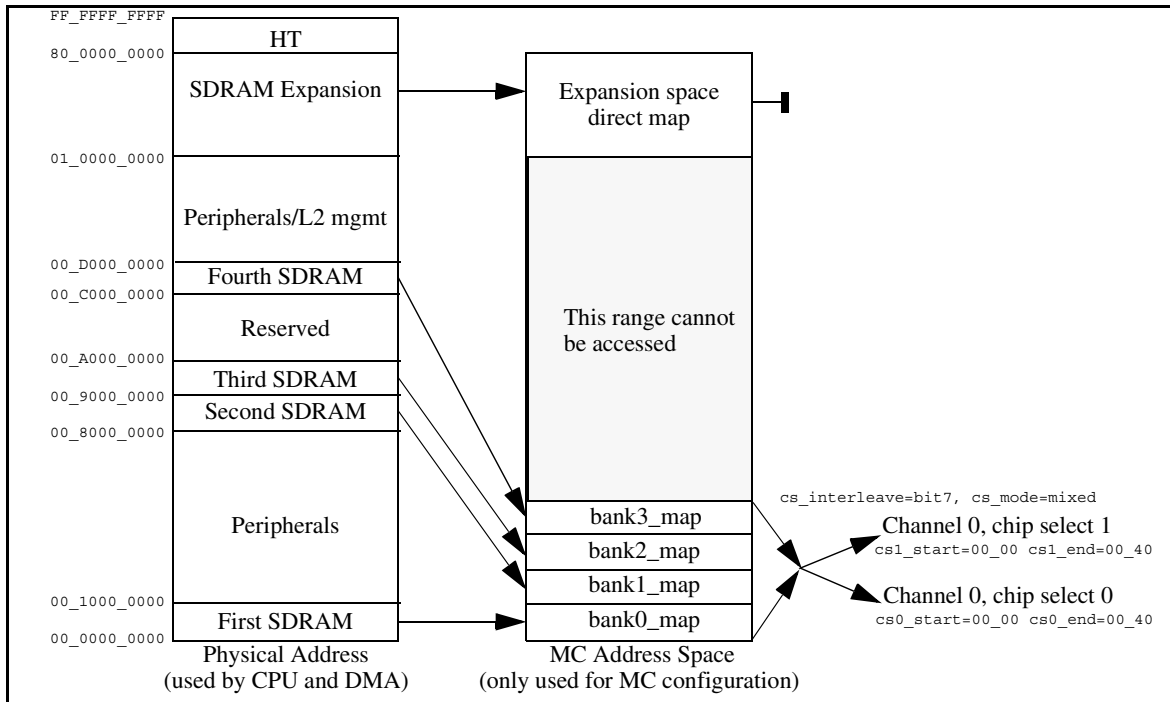 FF_FFFF_FFFF
HT
80_0000_0000
SDRAM Expansion
Expansion space
direct map
01_0000_0000
Peripherals/L2 mgmt
00_D000_0000
Fourth SDRAM
00_C000_0000
Reserved
This range cannot
be accessed
00_A000_0000
Third SDRAM
00_9000_0000
Second SDRAM
00_8000_0000
Peripherals
cs_interleave=bit7, cs_mode=mixed
bank3_map
Channel 0, chip select 1
cs1_start=00_00 cs1_end=00_40
bank2_map
bank1_map
Channel 0, chip select 0
cs0_start=00_00 cs0_end=00_40
00_1000_0000
First SDRAM
bank0_map
00_0000_0000
Physical Address
(used by CPU and DMA)
MC Address Space
(only used for MC configuration)